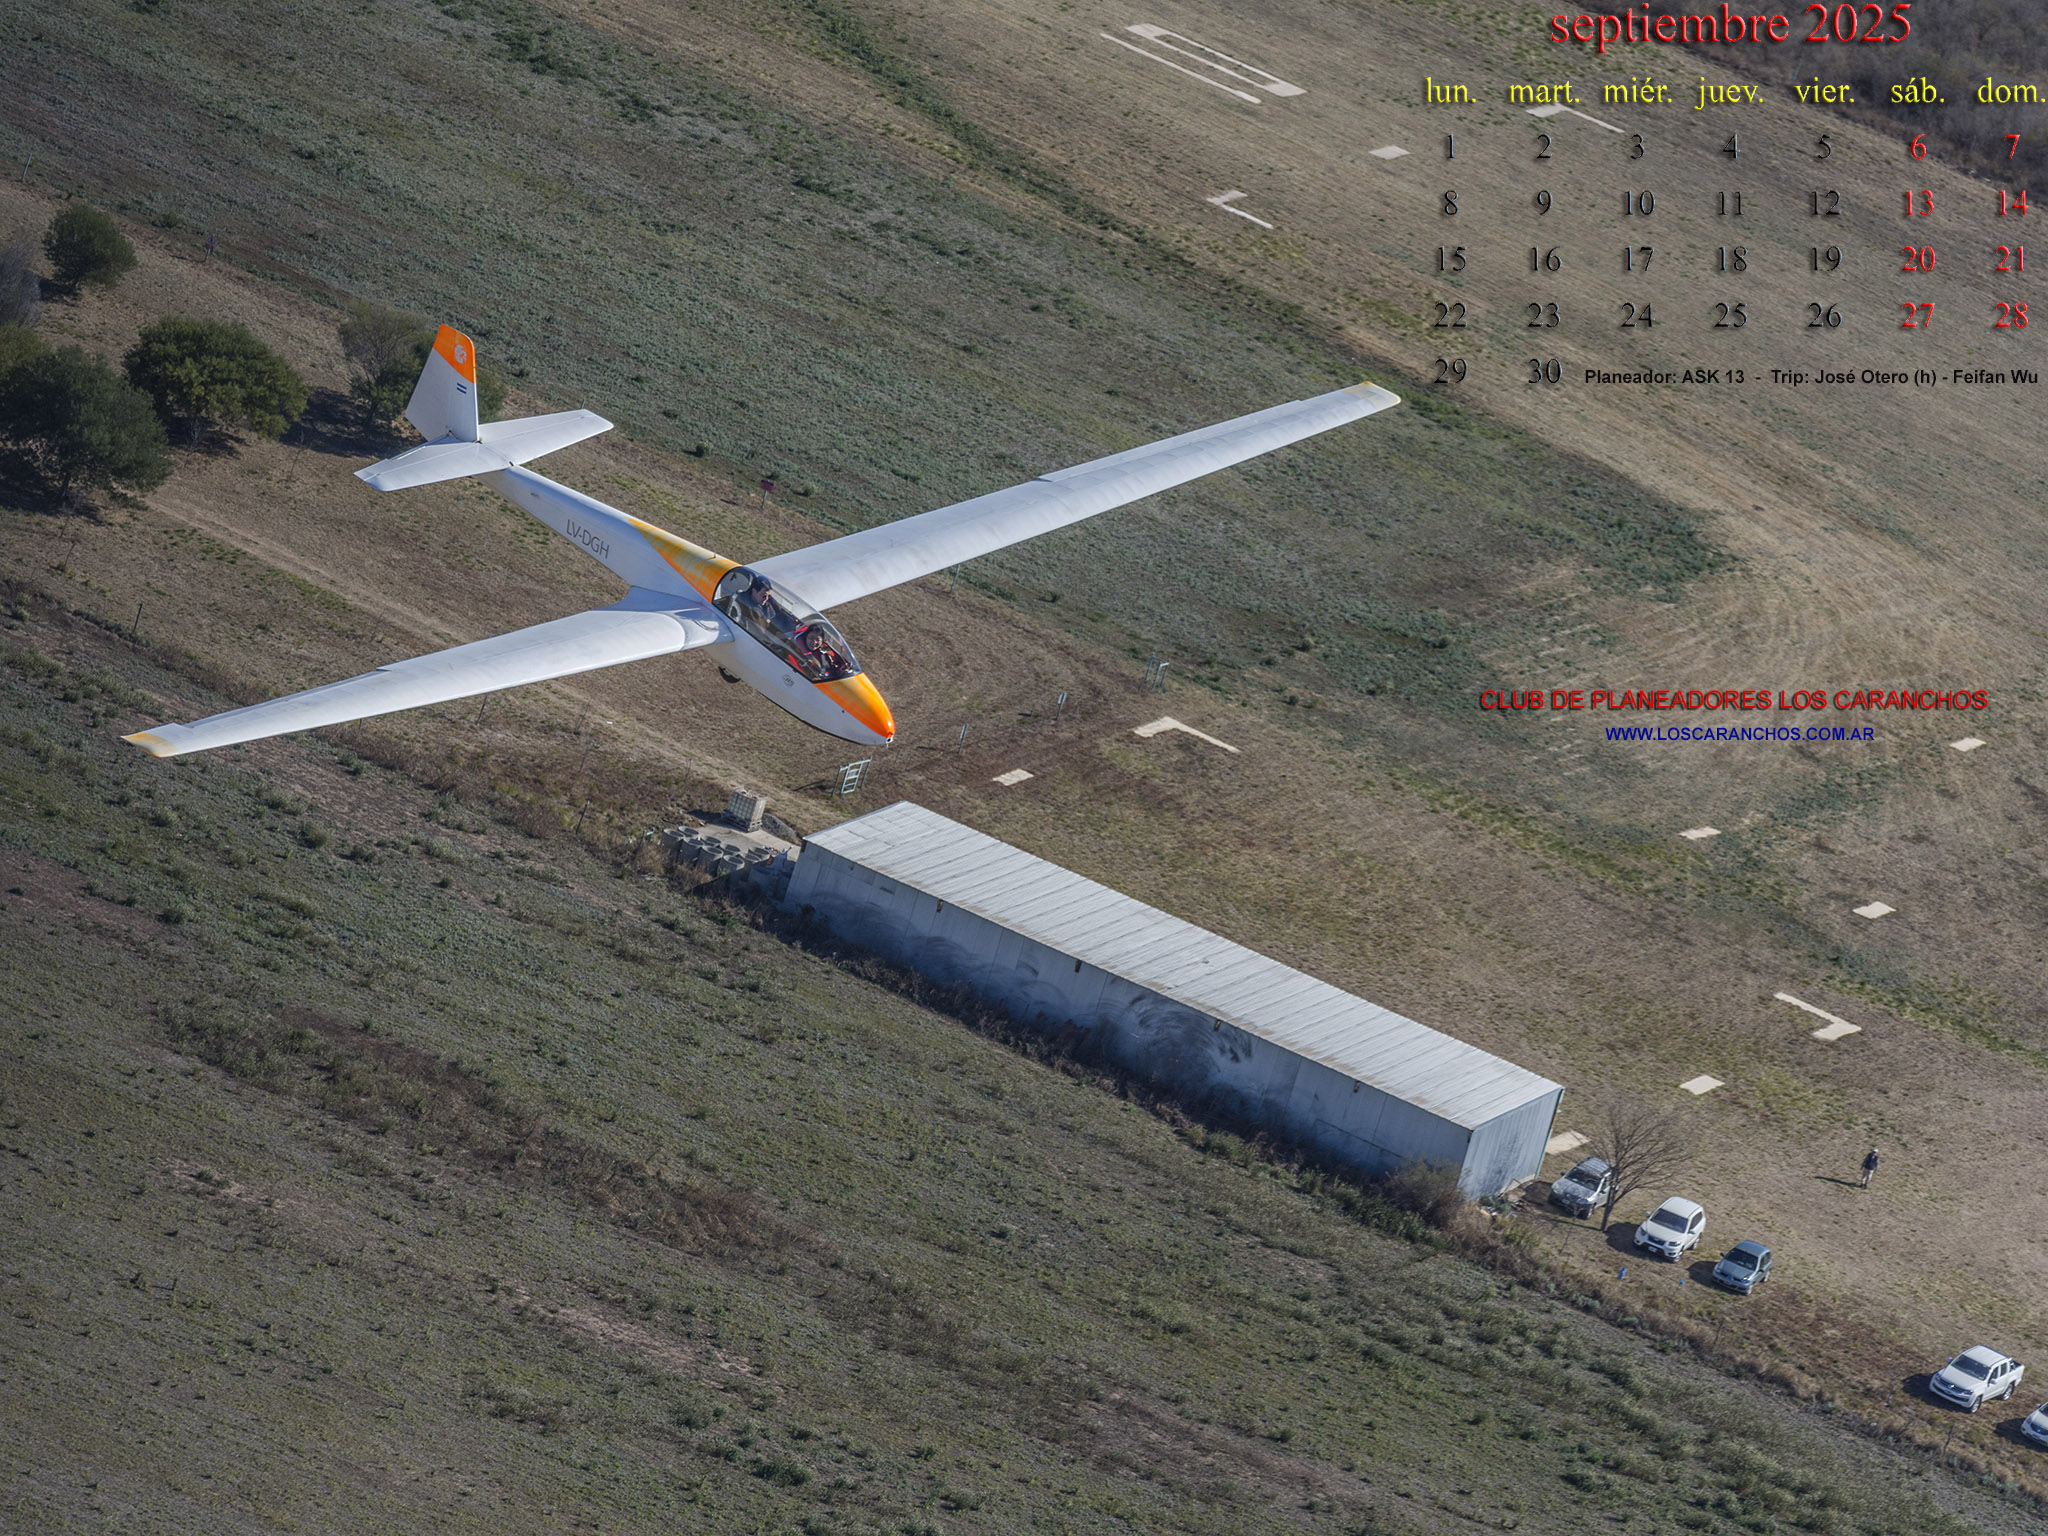 septiembre 2025
lun. mart. miér. juev. vier. sáb. dom.
1 2 3 4 5 6 7
8 9 10 11 12 13 14
15 16 17 18 19 20 21
22 23 24 25 26 27 28
29 30 Planeador: ASK 13 - Trip: José Otero (h) - Feifan Wu
LV-DGH
CLUB DE PLANEADORES LOS CARANCHOS
WWW.LOSCARANCHOS.COM.AR